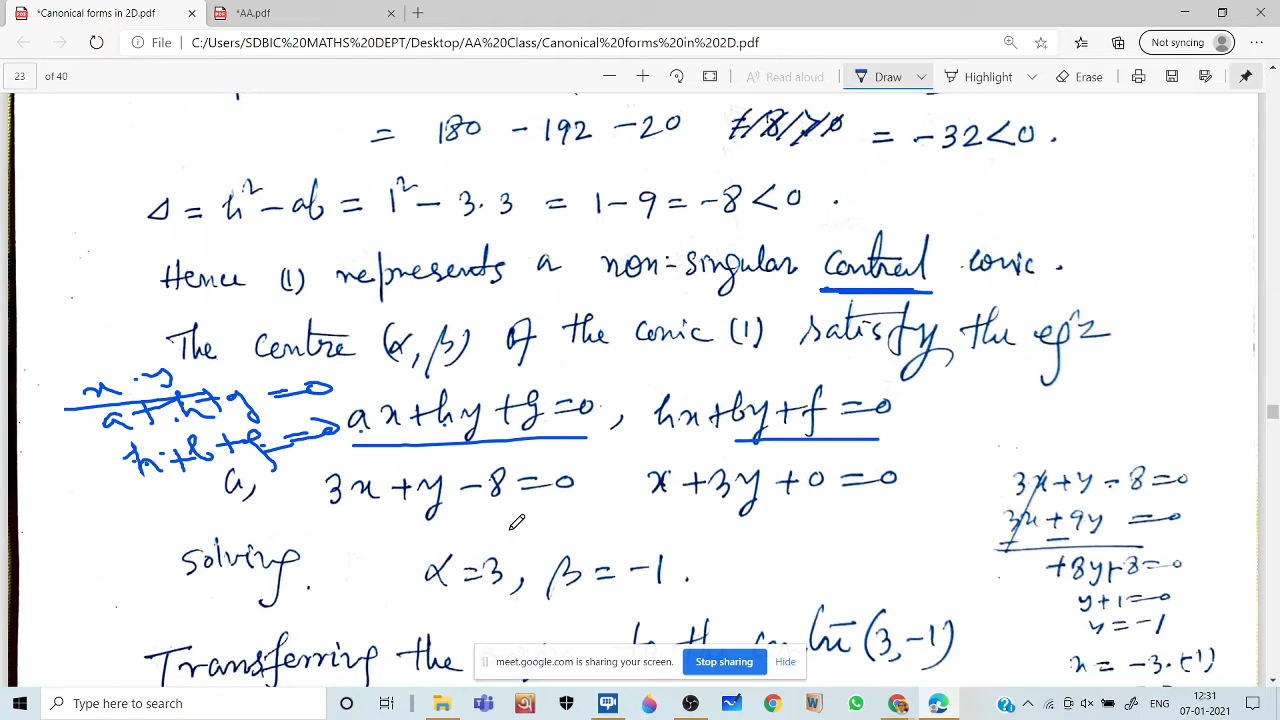 *Canonical forms in 2D.pdf
*AA.pdf
File C:/Users/SDBIC%20MATHS%20DEPT/Desktop/AA%20Class/Canonical%20forms%20in%202D.pdf
Not syncing
23 of 40
Read aloud
Draw
Highlight
Erase
= 180 - 192 - 20 = -32<0.
Δ = h² - ab = 1² - 3.3 = 1-9 = -8 < 0.
Hence (1) represents a non-singular central conic.
The centre (α, β) of the conic (1) satisfy the eqⁿs
ax+hy+g=0, hx+by+f=0
3x+y-8=0 x+3y+0=0
solving α=3, β=-1.
Transferring the (3,-1)
3x+y-8=0
3x+9y =0
y+1=0
y=-1
x = -3.(-1)
meet.google.com is sharing your screen.
Stop sharing
Hide
Type here to search
12:31
07-01-2021